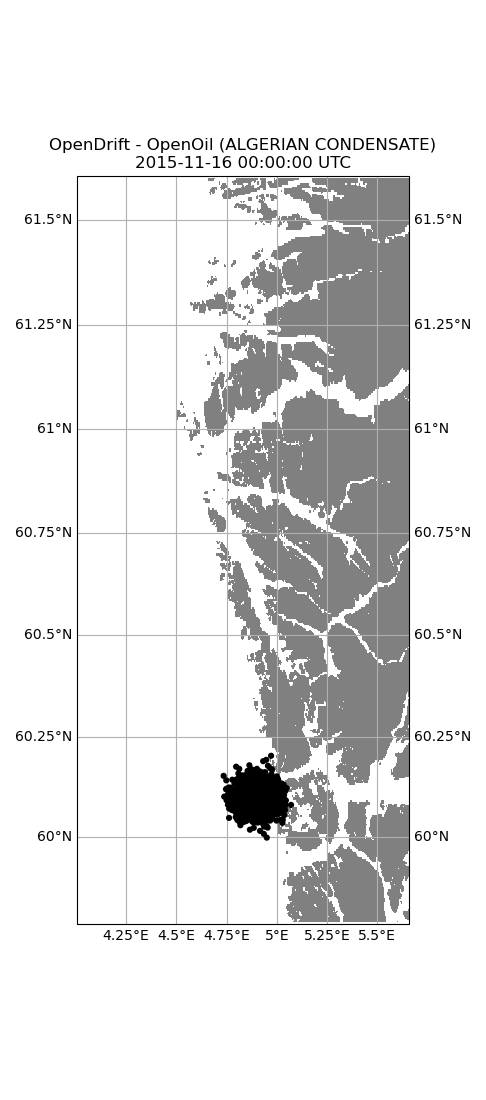 OpenDrift - OpenOil (ALGERIAN CONDENSATE)
2015-11-16 00:00:00 UTC
61.5°N 61.5°N
61.25°N 61.25°N
61°N 61°N
60.75°N 60.75°N
60.5°N 60.5°N
60.25°N 60.25°N
60°N 60°N
4.25°E 4.5°E 4.75°E 5°E 5.25°E 5.5°E